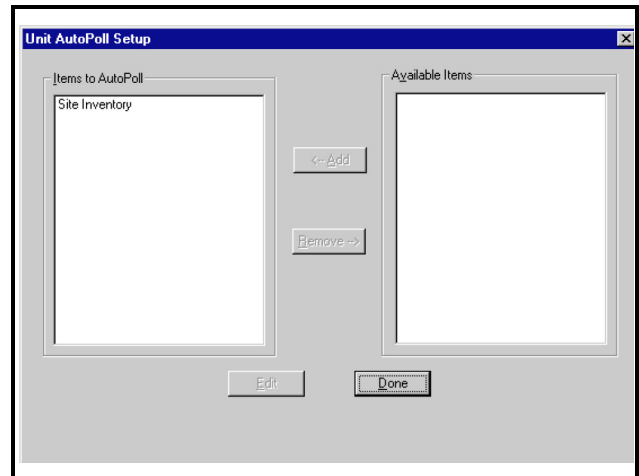 Unit AutoPoll Setup
Items to AutoPoll
Available Items
Site Inventory
<--Add
Remove -->
Edit
Done